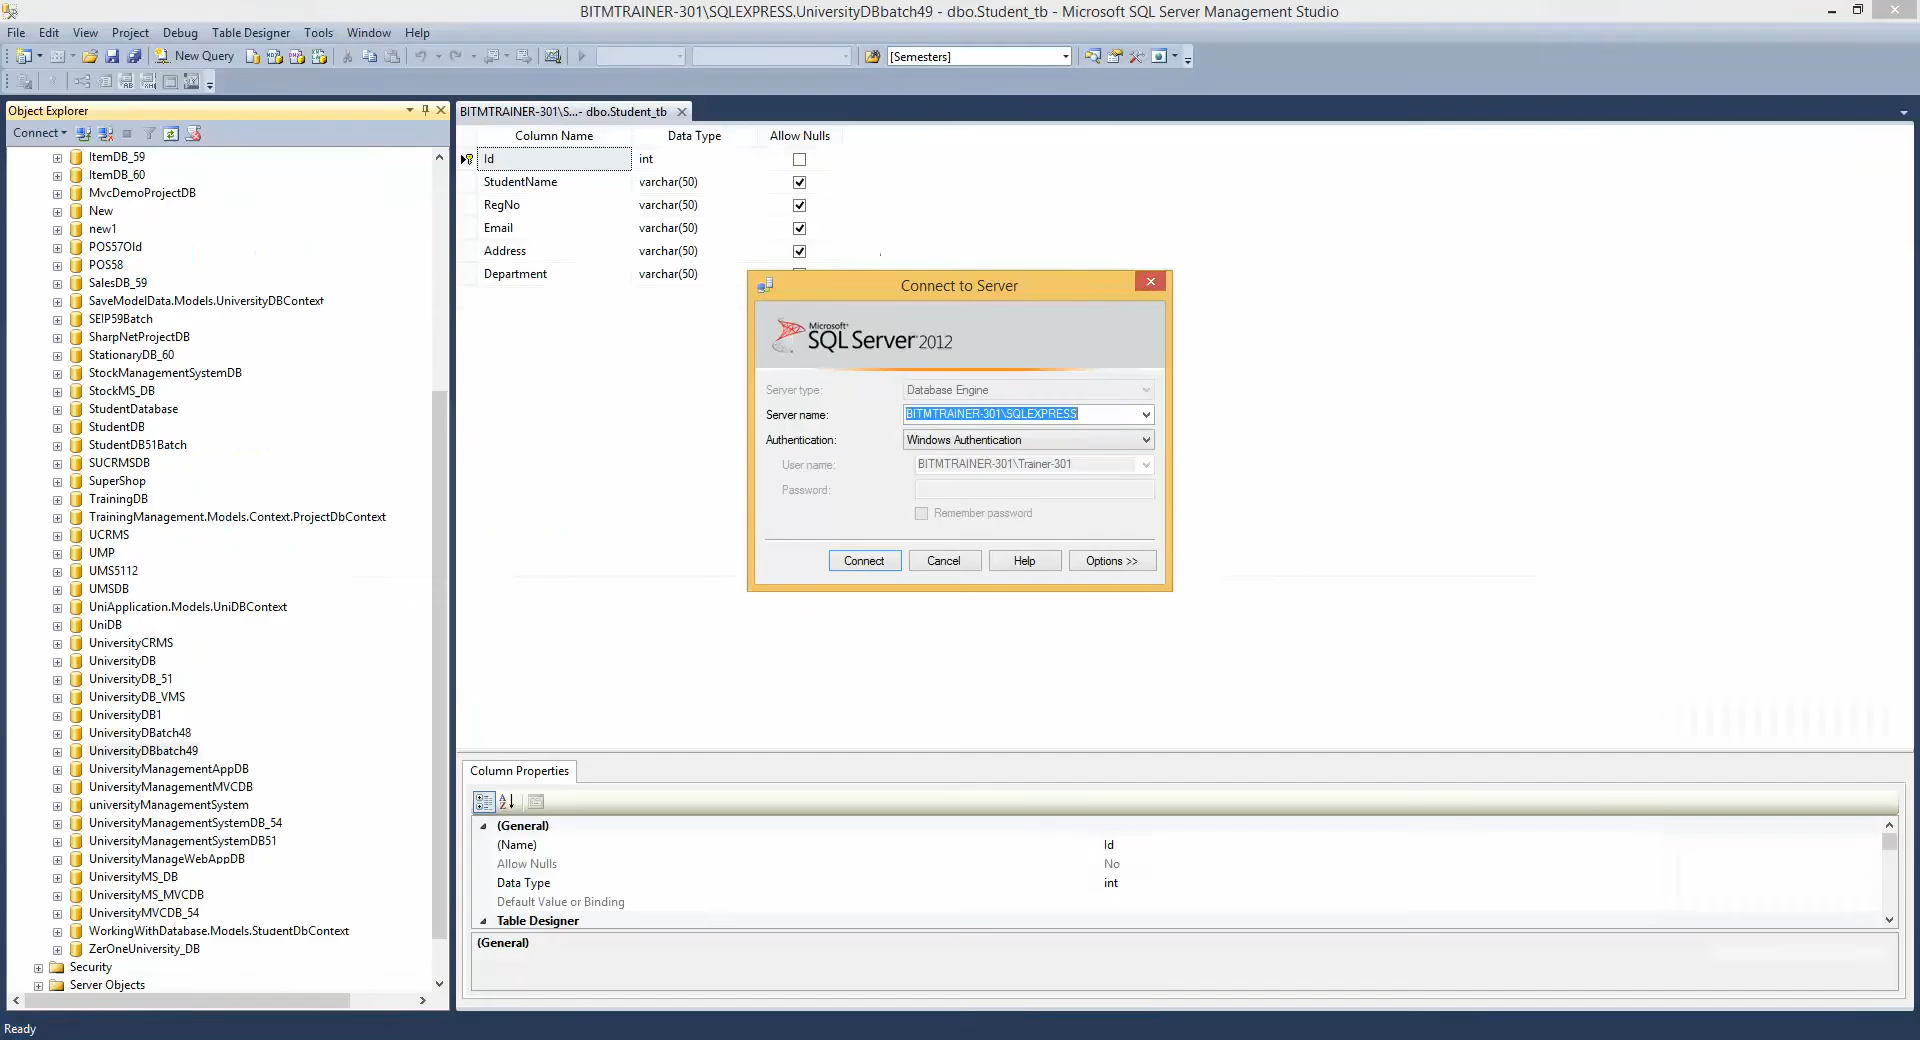 BITMTRAINER-301\SQLEXPRESS.UniversityDBbatch49 - dbo.Student_tb - Microsoft SQL Server Management Studio
File Edit View Project Debug Table Designer Tools Window Help
New Query [Semesters]
Object Explorer
Connect
ItemDB_59
ItemDB_60
MvcDemoProjectDB
New
new1
POS57Old
POS58
SalesDB_59
SaveModelData.Models.UniversityDBContext
SEIP59Batch
SharpNetProjectDB
StationaryDB_60
StockManagementSystemDB
StockMS_DB
StudentDatabase
StudentDB
StudentDB51Batch
SUCRMSDB
SuperShop
TrainingDB
TrainingManagement.Models.Context.ProjectDbContext
UCRMS
UMP
UMS5112
UMSDB
UniApplication.Models.UniDBContext
UniDB
UniversityCRMS
UniversityDB
UniversityDB_51
UniversityDB_VMS
UniversityDB1
UniversityDBatch48
UniversityDBbatch49
UniversityManagementAppDB
UniversityManagementMVCDB
universityManagementSystem
UniversityManagementSystemDB_54
UniversityManagementSystemDB51
UniversityManageWebAppDB
UniversityMS_DB
UniversityMS_MVCDB
UniversityMVCDB_54
WorkingWithDatabase.Models.StudentDbContext
ZerOneUniversity_DB
Security
Server Objects
BITMTRAINER-301\S...- dbo.Student_tb
Column Name Data Type Allow Nulls
Id int
StudentName varchar(50)
RegNo varchar(50)
Email varchar(50)
Address varchar(50)
Department varchar(50)
Connect to Server
Microsoft
SQL Server 2012
Server type: Database Engine
Server name: BITMTRAINER-301\SQLEXPRESS
Authentication: Windows Authentication
User name: BITMTRAINER-301\Trainer-301
Password:
Remember password
Connect Cancel Help Options >>
Column Properties
(General)
(Name) Id
Allow Nulls No
Data Type int
Default Value or Binding
Table Designer
(General)
Ready